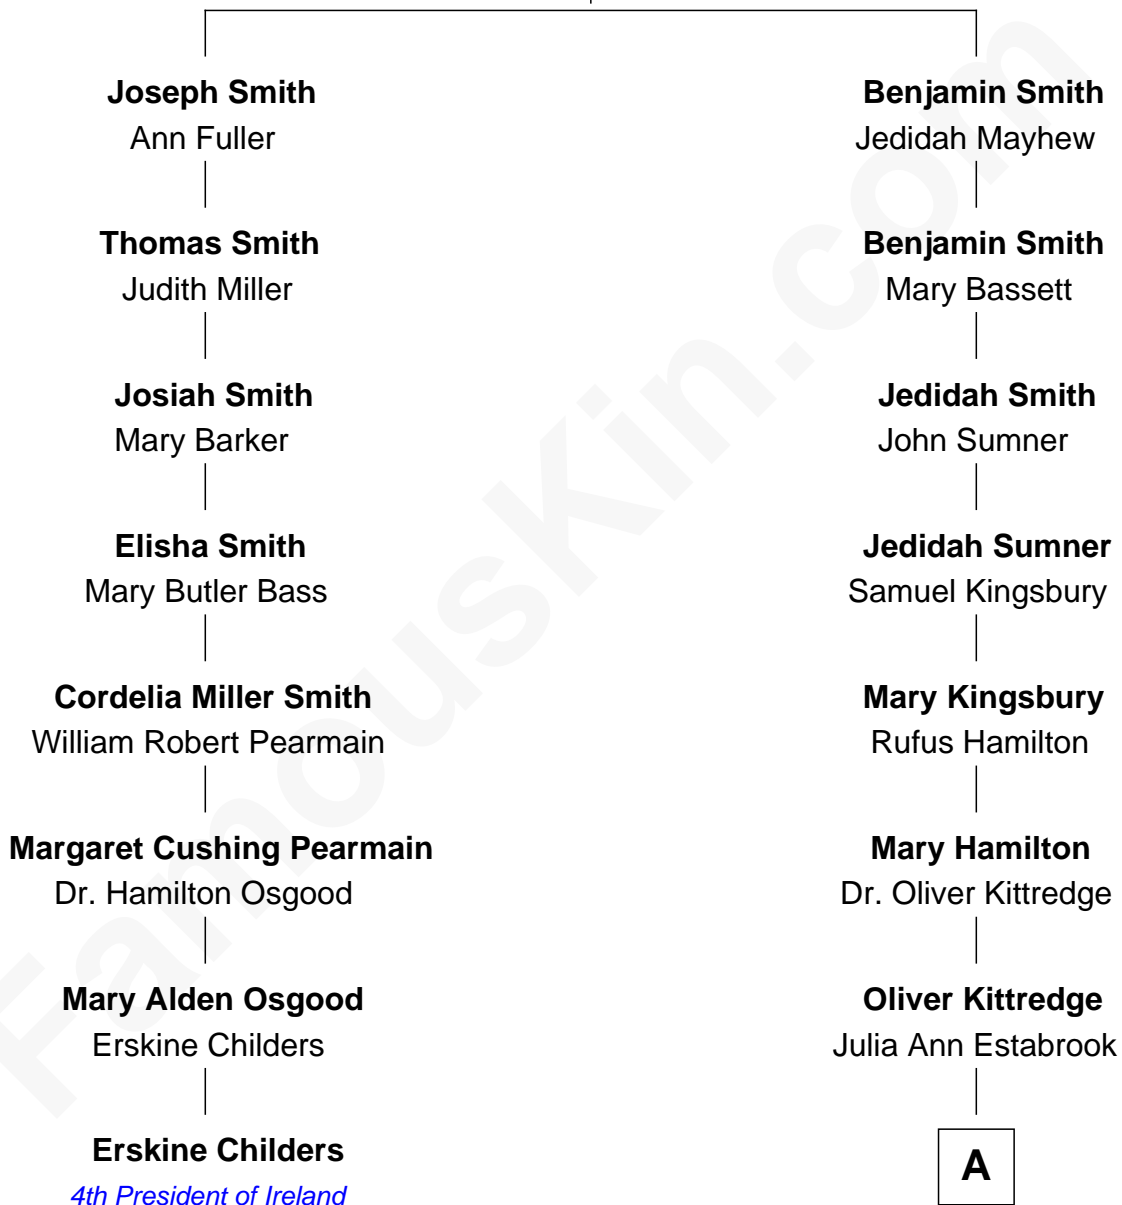 Joseph Smith
Ann Fuller
Benjamin Smith
Jedidah Mayhew
Thomas Smith
Judith Miller
Benjamin Smith
Mary Bassett
Josiah Smith
Mary Barker
Jedidah Smith
John Sumner
Elisha Smith
Mary Butler Bass
Jedidah Sumner
Samuel Kingsbury
Cordelia Miller Smith
William Robert Pearmain
Mary Kingsbury
Rufus Hamilton
Margaret Cushing Pearmain
Dr. Hamilton Osgood
Mary Hamilton
Dr. Oliver Kittredge
Mary Alden Osgood
Erskine Childers
Oliver Kittredge
Julia Ann Estabrook
Erskine Childers
4th President of Ireland
A
FamousKin.com